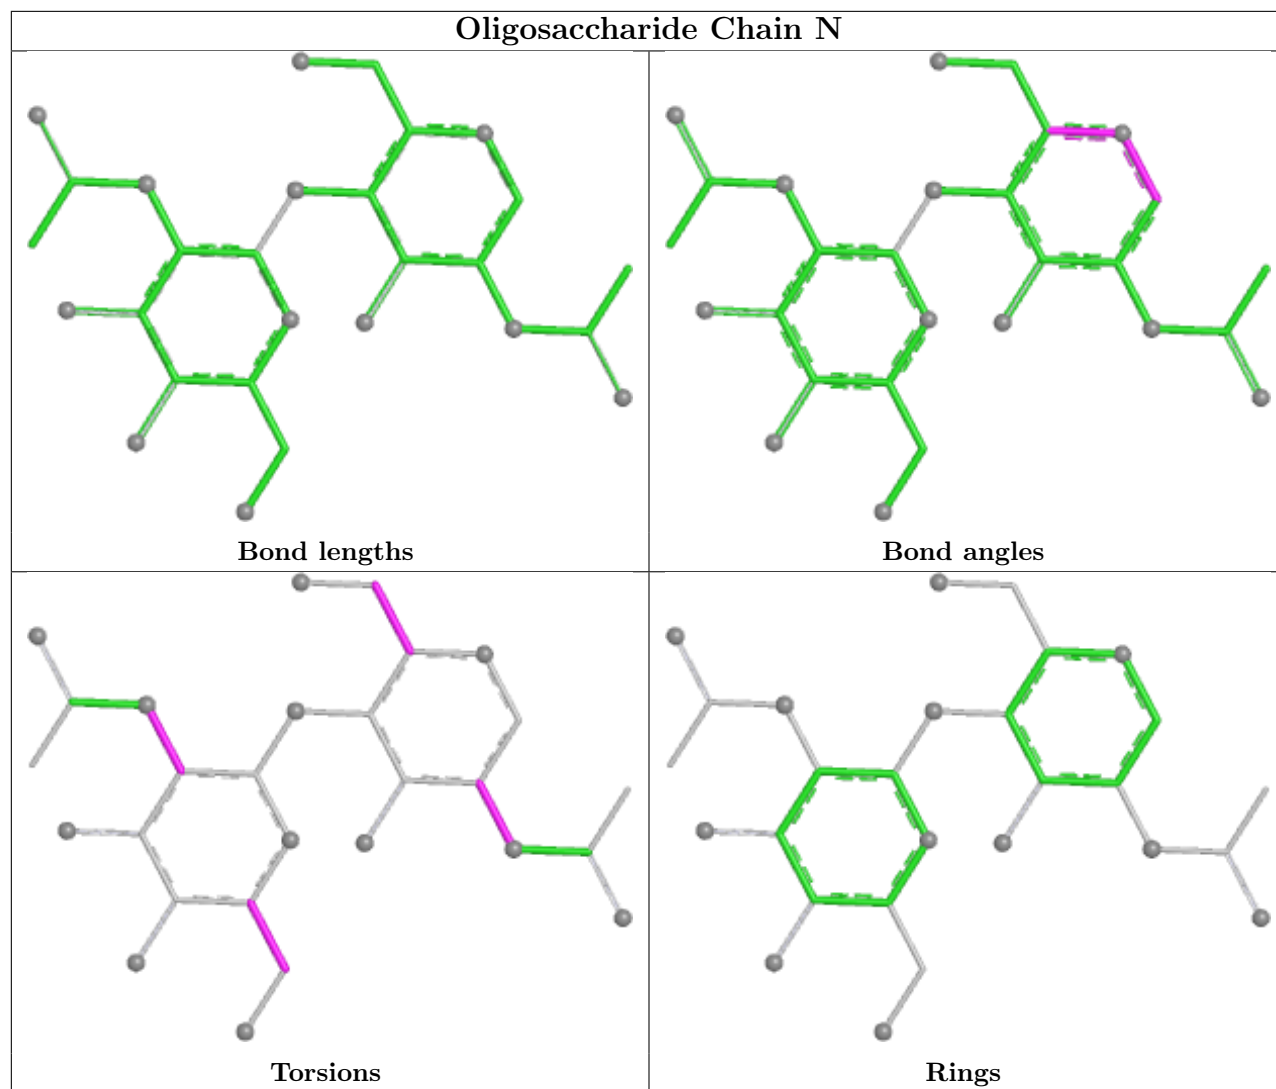 Oligosaccharide Chain N
Bond lengths
Bond angles
Torsions
Rings